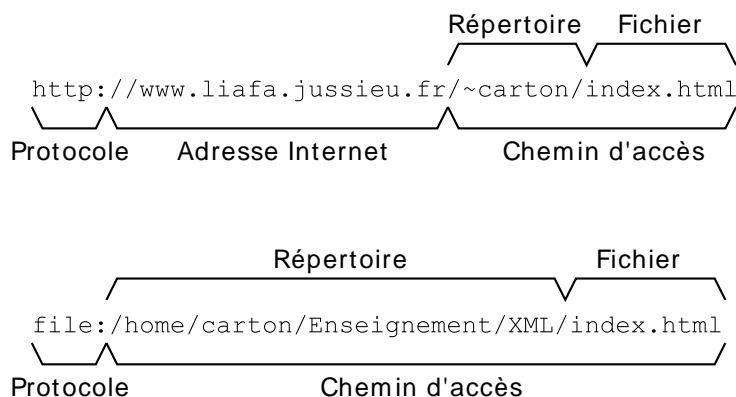 Répertoire Fichier
http://www.liafa.jussieu.fr/~carton/index.html
Protocole Adresse Internet Chemin d'accès
Répertoire Fichier
file:/home/carton/Enseignement/XML/index.html
Protocole Chemin d'accès